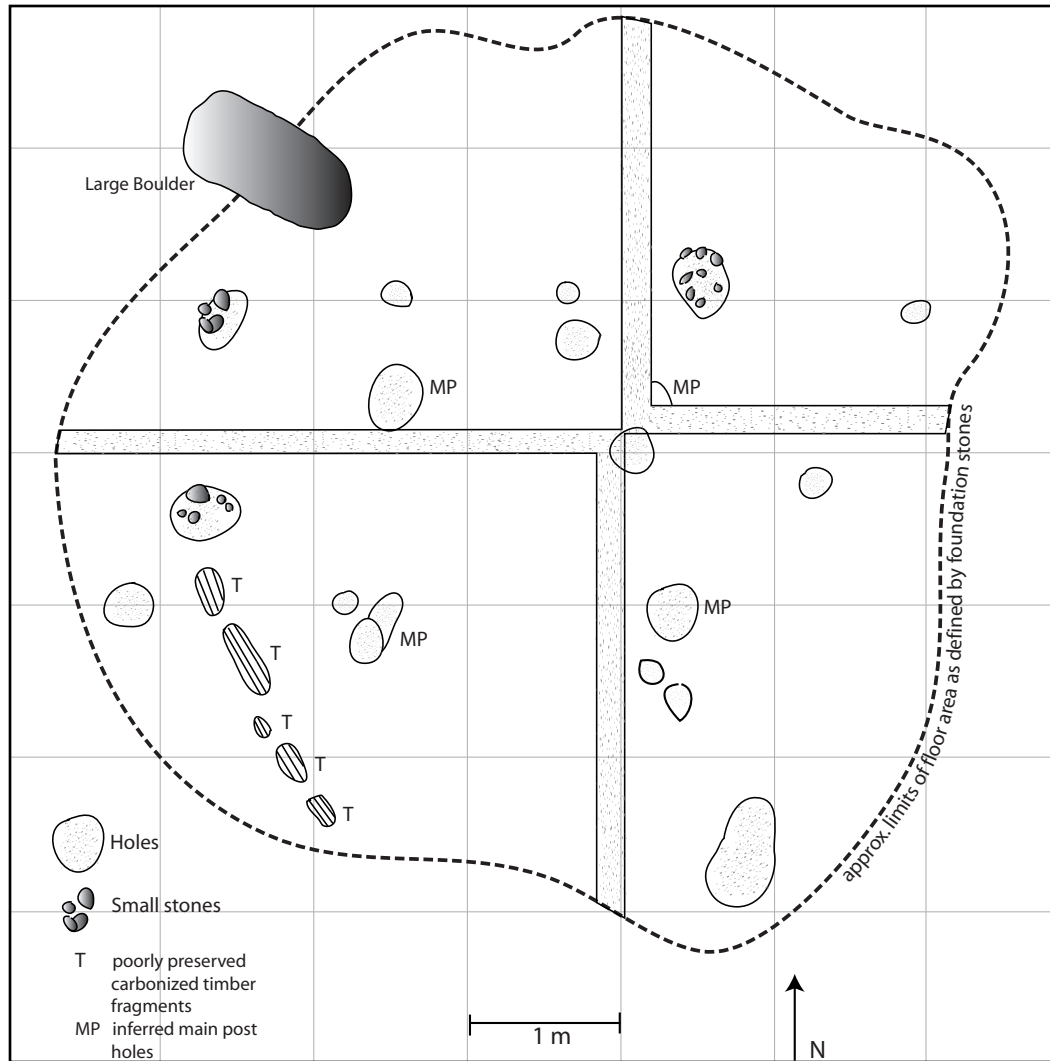 Large Boulder
MP
MP
T
T
MP
MP
T
T
T
approx. limits of floor area as defined by foundation stones
Holes
Small stones
T poorly preserved
carbonized timber
fragments
MP inferred main post
holes
1 m
N